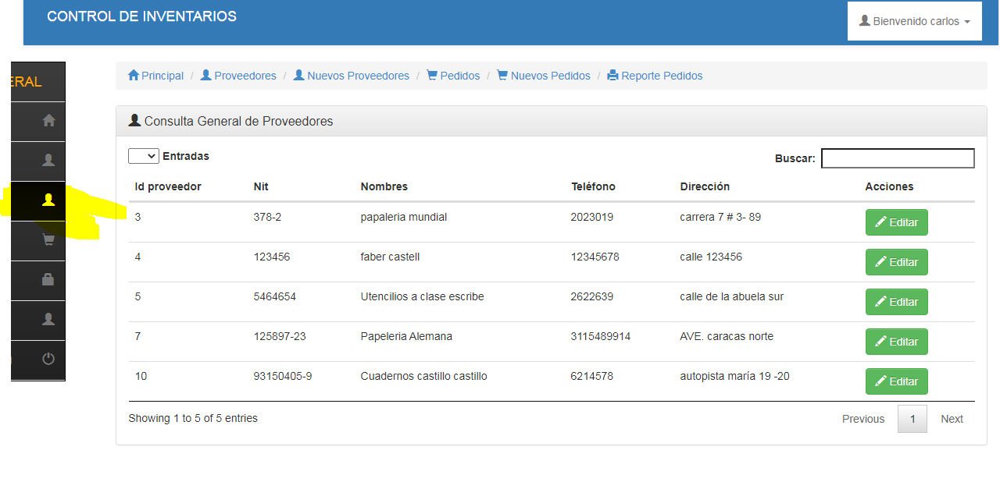 CONTROL DE INVENTARIOS
Bienvenido carlos
ERAL
Principal / Proveedores / Nuevos Proveedores / Pedidos / Nuevos Pedidos / Reporte Pedidos
Consulta General de Proveedores
Entradas Buscar:
Id proveedor Nit Nombres Teléfono Dirección Acciones
3 378-2 papaleria mundial 2023019 carrera 7 # 3- 89 Editar
4 123456 faber castell 12345678 calle 123456 Editar
5 5464654 Utencilios a clase escribe 2622639 calle de la abuela sur Editar
7 125897-23 Papeleria Alemana 3115489914 AVE. caracas norte Editar
10 93150405-9 Cuadernos castillo castillo 6214578 autopista maría 19 -20 Editar
Showing 1 to 5 of 5 entries Previous 1 Next